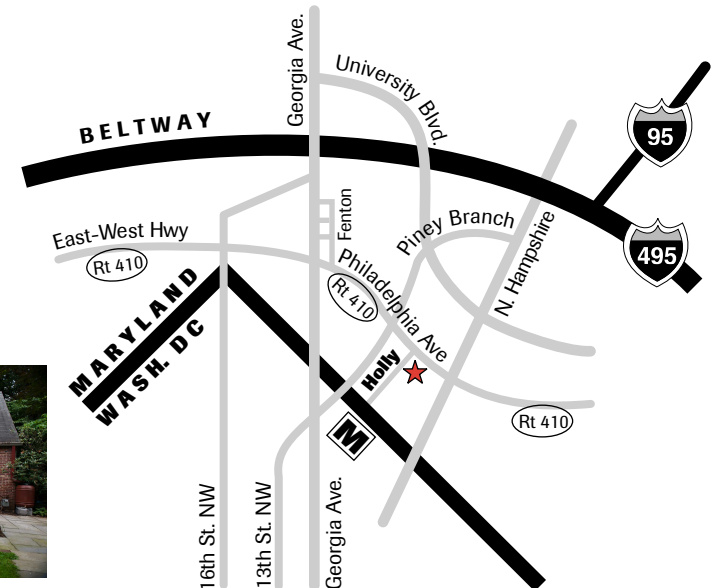 Georgia Ave.
University Blvd.
BELTWAY
95
Fenton
Piney Branch
East-West Hwy
Rt 410
N. Hampshire
495
Philadelphia Ave
Rt 410
MARYLAND
WASH. DC
Holly
Rt 410
M
16th St. NW
13th St. NW
Georgia Ave.